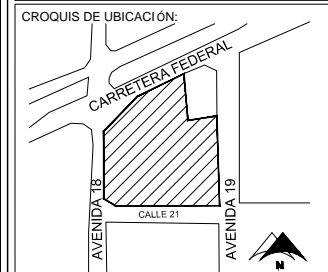 CROQUIS DE UBICACIÓN:
CARRETERA FEDERAL
AVENIDA 18
AVENIDA 19
CALLE 21
N